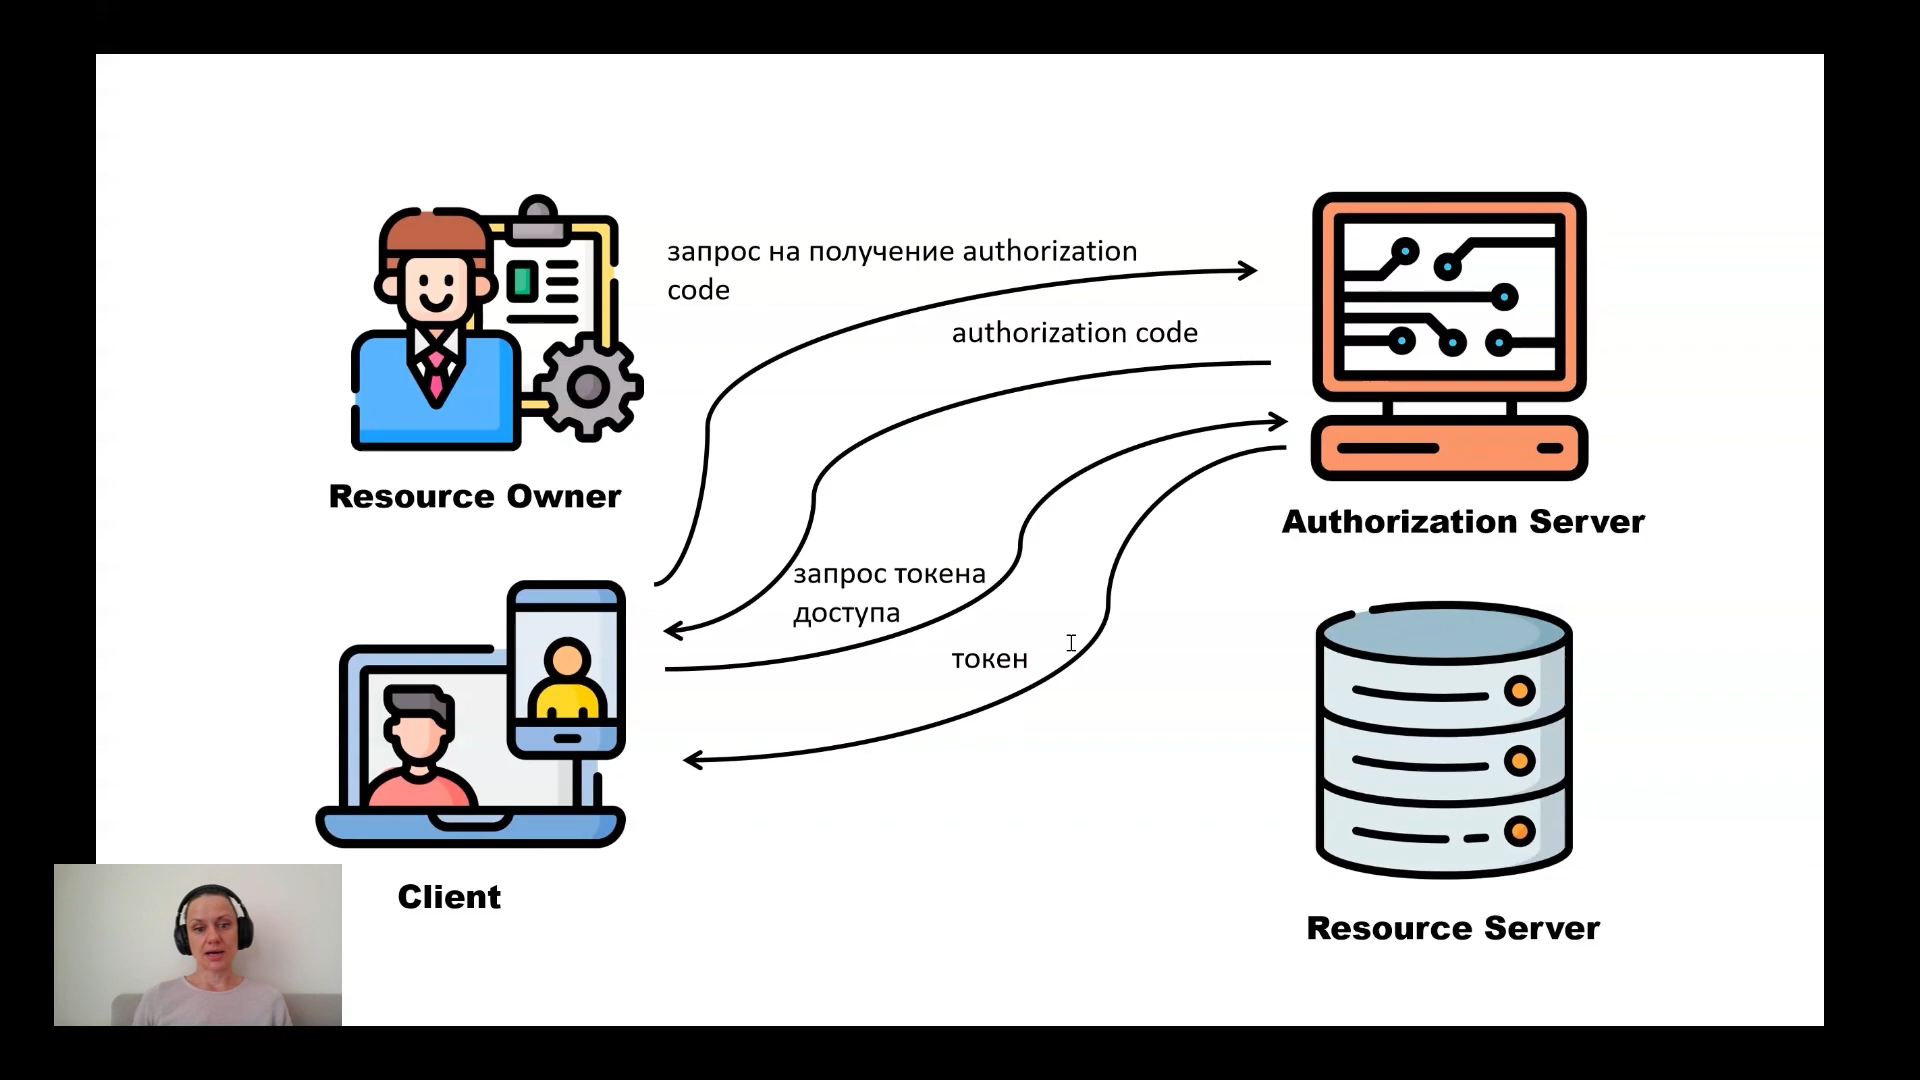 запрос на получение authorization
code
authorization code
Resource Owner
Authorization Server
запрос токена
доступа
токен
Client
Resource Server